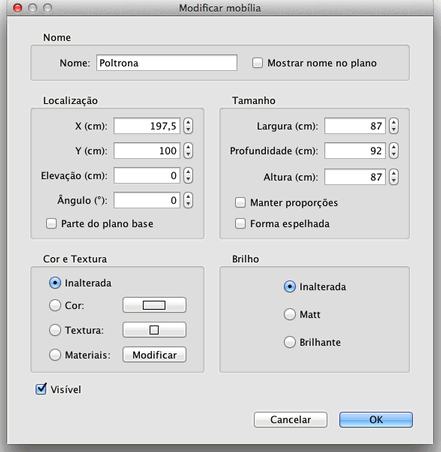 Modificar mobília
Nome
Nome: Poltrona Mostrar nome no plano
Localização
X (cm): 197,5
Y (cm): 100
Elevação (cm): 0
Ângulo (°): 0
Parte do plano base
Tamanho
Largura (cm): 87
Profundidade (cm): 92
Altura (cm): 87
Manter proporções
Forma espelhada
Cor e Textura
Inalterada
Cor:
Textura:
Materiais: Modificar
Brilho
Inalterada
Matt
Brilhante
Visível
Cancelar OK